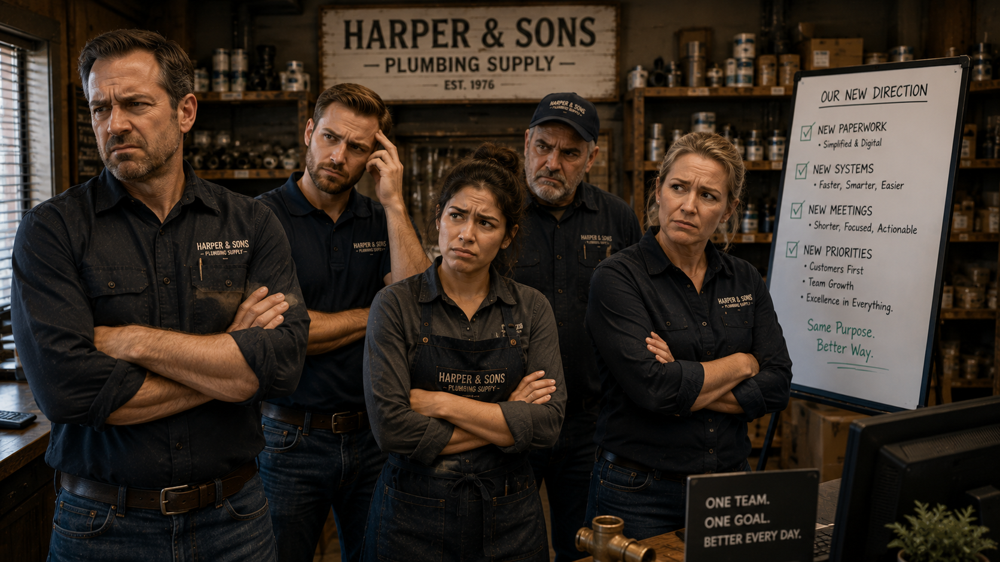 HARPER & SONS
— PLUMBING SUPPLY —
EST. 1976
HARPER & SONS
- PLUMBING SUPPLY -
HARPER & SONS
- PLUMBING SUPPLY -
HARPER & SONS
- PLUMBING SUPPLY -
HARPER & SONS
- PLUMBING SUPPLY -
HARPER & SONS
- PLUMBING SUPPLY -
HARPER & SONS
- PLUMBING SUPPLY -
OUR NEW DIRECTION
NEW PAPERWORK
• Simplified & Digital
NEW SYSTEMS
• Faster, Smarter, Easier
NEW MEETINGS
• Shorter, Focused, Actionable
NEW PRIORITIES
• Customers First
• Team Growth
• Excellence in Everything.
Same Purpose.
Better Way.
ONE TEAM.
ONE GOAL.
BETTER EVERY DAY.